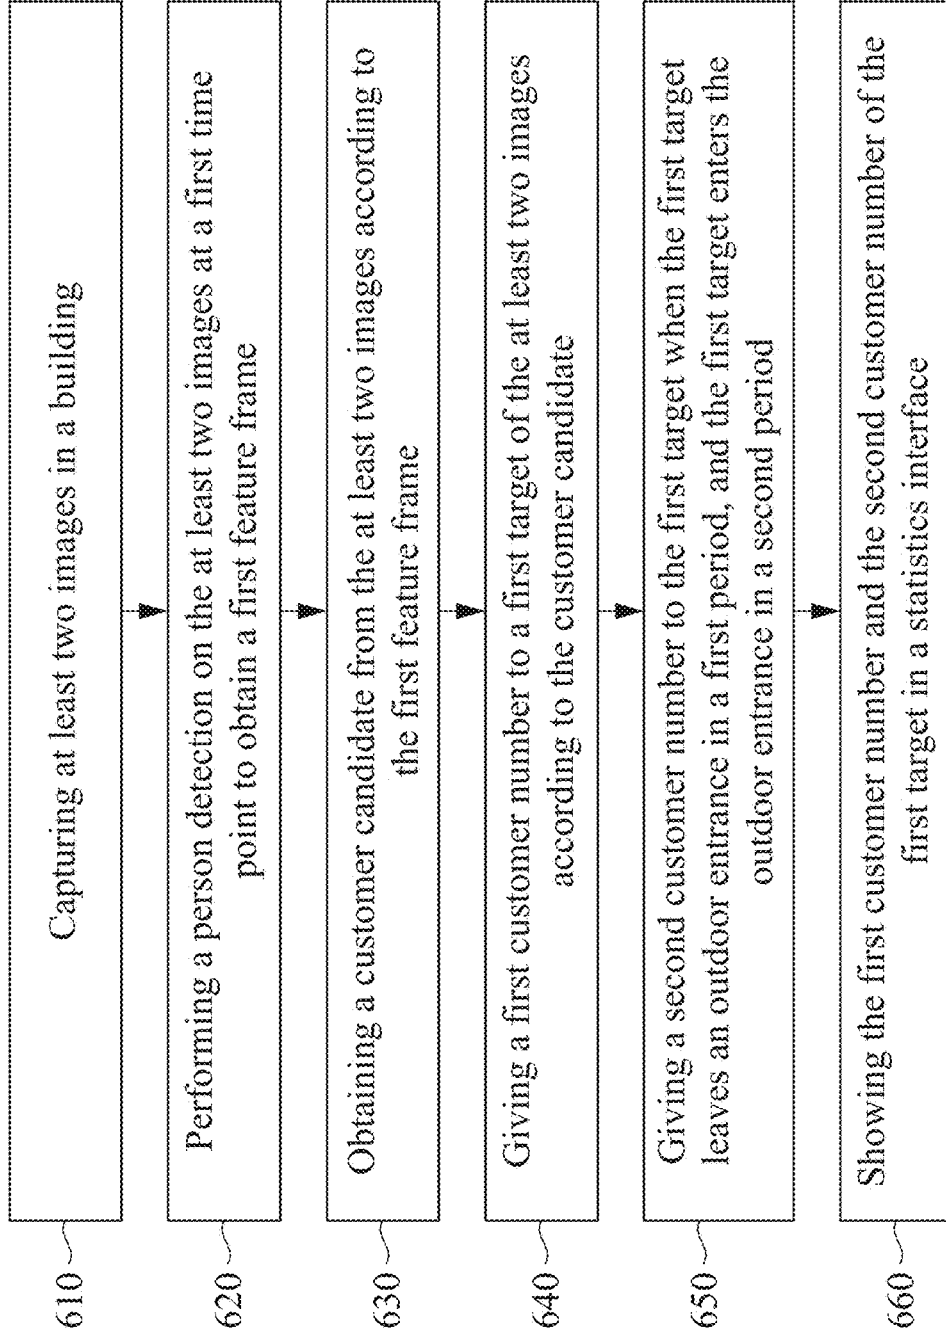 610
Capturing at least two images in a building
620
Performing a person detection on the at least two images at a first time
point to obtain a first feature frame
630
Obtaining a customer candidate from the at least two images according to
the first feature frame
640
Giving a first customer number to a first target of the at least two images
according to the customer candidate
650
Giving a second customer number to the first target when the first target
leaves an outdoor entrance in a first period, and the first target enters the
outdoor entrance in a second period
660
Showing the first customer number and the second customer number of the
first target in a statistics interface